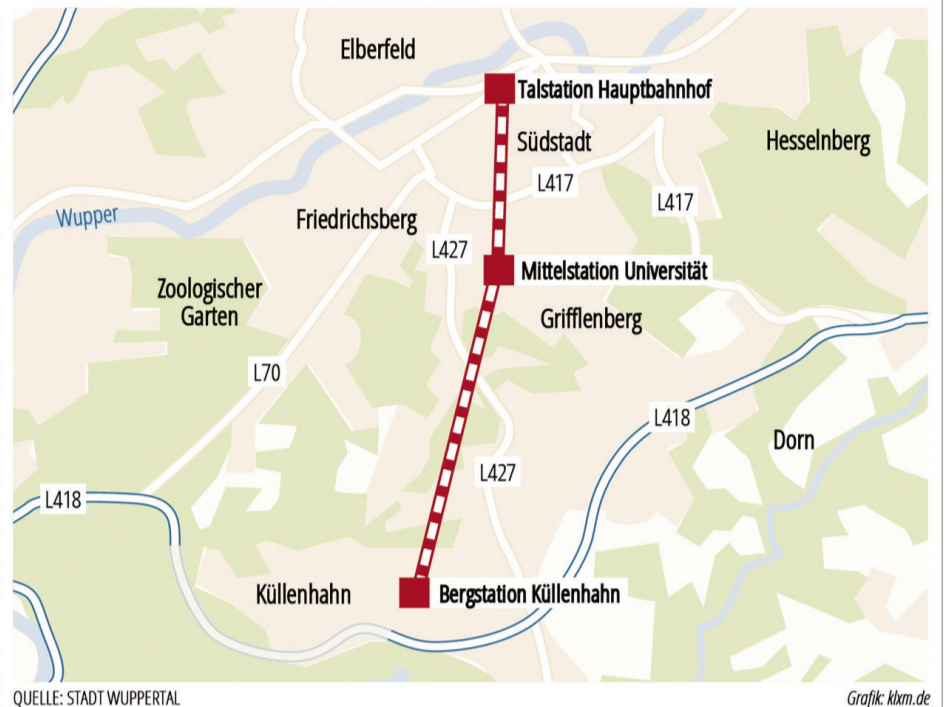 Elberfeld
Talstation Hauptbahnhof
Südstadt
Hesselnberg
L417
L417
Wupper
Friedrichsberg
L427
Mittelstation Universität
Zoologischer
Garten
Grifflenberg
L70
L418
Dorn
L427
L418
Küllenhahn
Bergstation Küllenhahn
QUELLE: STADT WUPPERTAL
Grafik: klxm.de